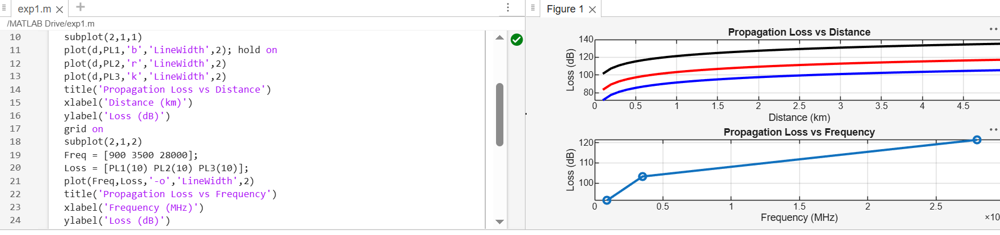 exp1.m
/MATLAB Drive/exp1.m
10 subplot(2,1,1)
11 plot(d,PL1,'b','LineWidth',2); hold on
12 plot(d,PL2,'r','LineWidth',2)
13 plot(d,PL3,'k','LineWidth',2)
14 title('Propagation Loss vs Distance')
15 xlabel('Distance (km)')
16 ylabel('Loss (dB)')
17 grid on
18 subplot(2,1,2)
19 Freq = [900 3500 28000];
20 Loss = [PL1(10) PL2(10) PL3(10)];
21 plot(Freq,Loss,'-o','LineWidth',2)
22 title('Propagation Loss vs Frequency')
23 xlabel('Frequency (MHz)')
24 ylabel('Loss (dB)')
Figure 1
Propagation Loss vs Distance
Loss (dB)
140
120
100
80
0 0.5 1 1.5 2 2.5 3 3.5 4 4.5
Distance (km)
Propagation Loss vs Frequency
Loss (dB)
120
110
100
0 0.5 1 1.5 2 2.5
Frequency (MHz)
×10